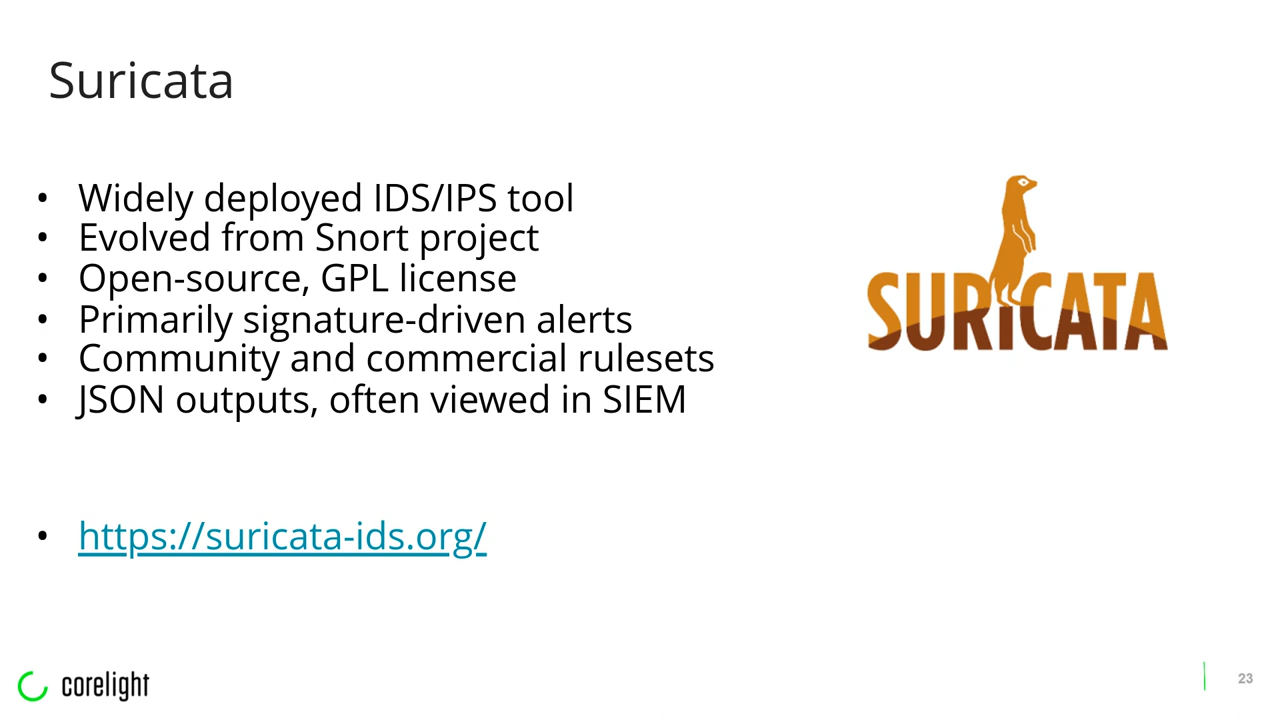 Suricata
• Widely deployed IDS/IPS tool
• Evolved from Snort project
• Open-source, GPL license
• Primarily signature-driven alerts
• Community and commercial rulesets
• JSON outputs, often viewed in SIEM
SURiCATA
• https://suricata-ids.org/
corelight
23